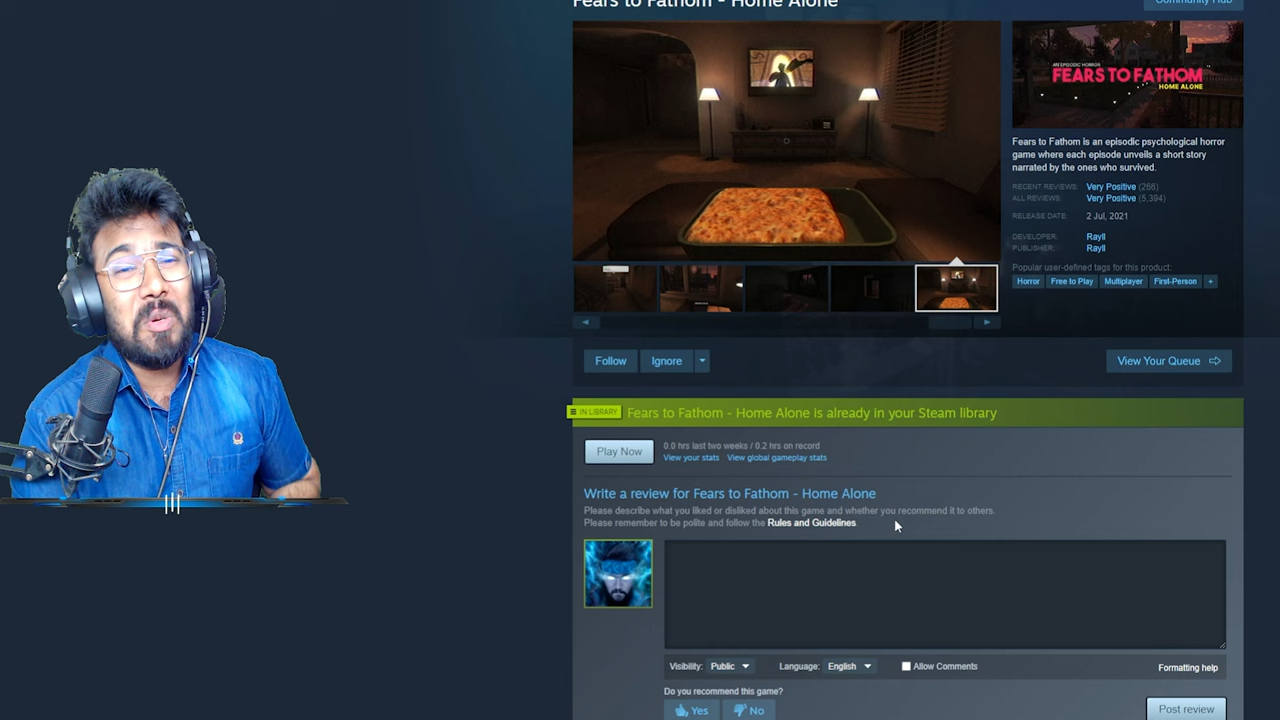 Fears to Fathom - Home Alone
Community Hub
AN EPISODIC HORROR
FEARS TO FATHOM
HOME ALONE
Fears to Fathom is an episodic psychological horror
game where each episode unveils a short story
narrated by the ones who survived.
RECENT REVIEWS: Very Positive (266)
ALL REVIEWS: Very Positive (5,394)
RELEASE DATE: 2 Jul, 2021
DEVELOPER: Rayll
PUBLISHER: Rayll
Popular user-defined tags for this product:
Horror Free to Play Multiplayer First-Person +
Follow Ignore View Your Queue
IN LIBRARY Fears to Fathom - Home Alone is already in your Steam library
Play Now
0.0 hrs last two weeks / 0.2 hrs on record
View your stats View global gameplay stats
Write a review for Fears to Fathom - Home Alone
Please describe what you liked or disliked about this game and whether you recommend it to others.
Please remember to be polite and follow the Rules and Guidelines.
Visibility: Public Language: English Allow Comments Formatting help
Do you recommend this game?
Yes No Post review